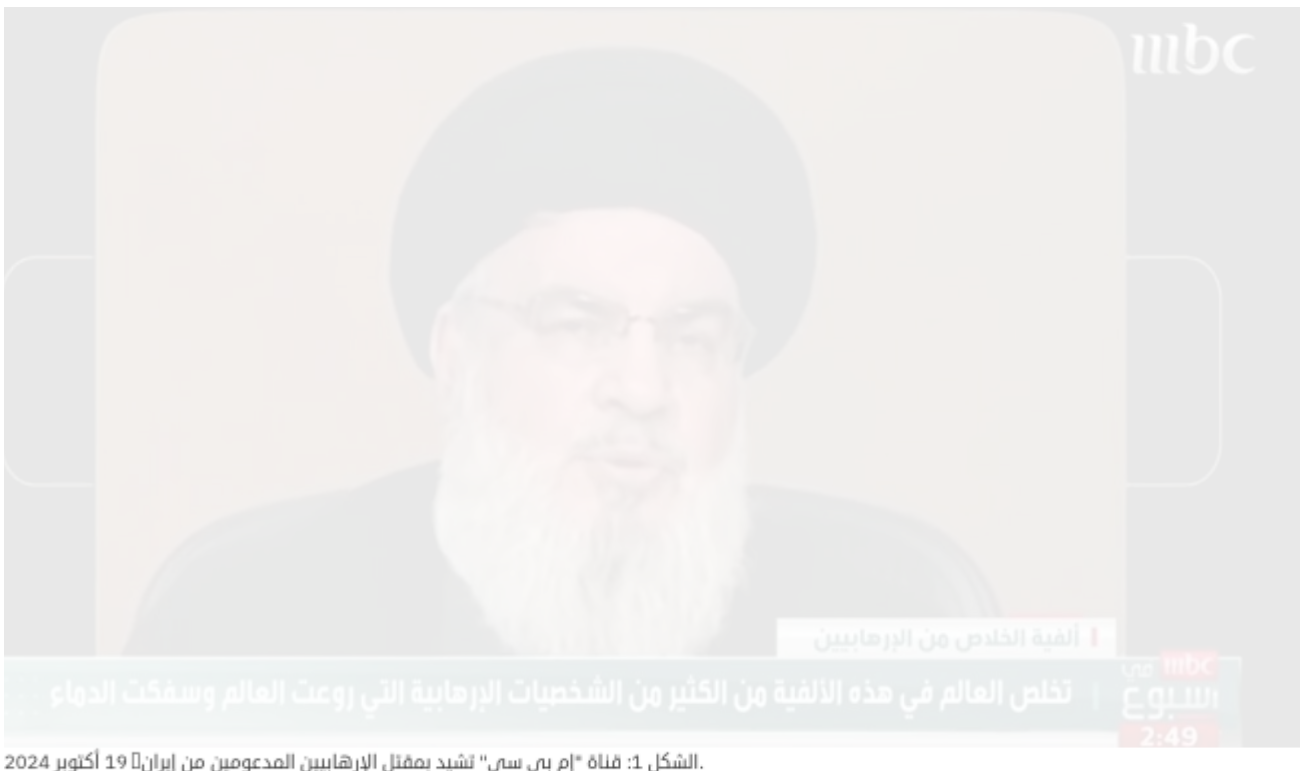 mbc
ألفية الخلاص من الإرهابيين
تخلص العالم في هذه الألفية من الكثير من الشخصيات الإرهابية التي روعت العالم وسفكت الدماء
mbc في
اسبوع
2:49
الشكل 1: قناة "إم بي سي" تشيد بمقتل الإرهابيين المدعومين من إيران 19 أكتوبر 2024.